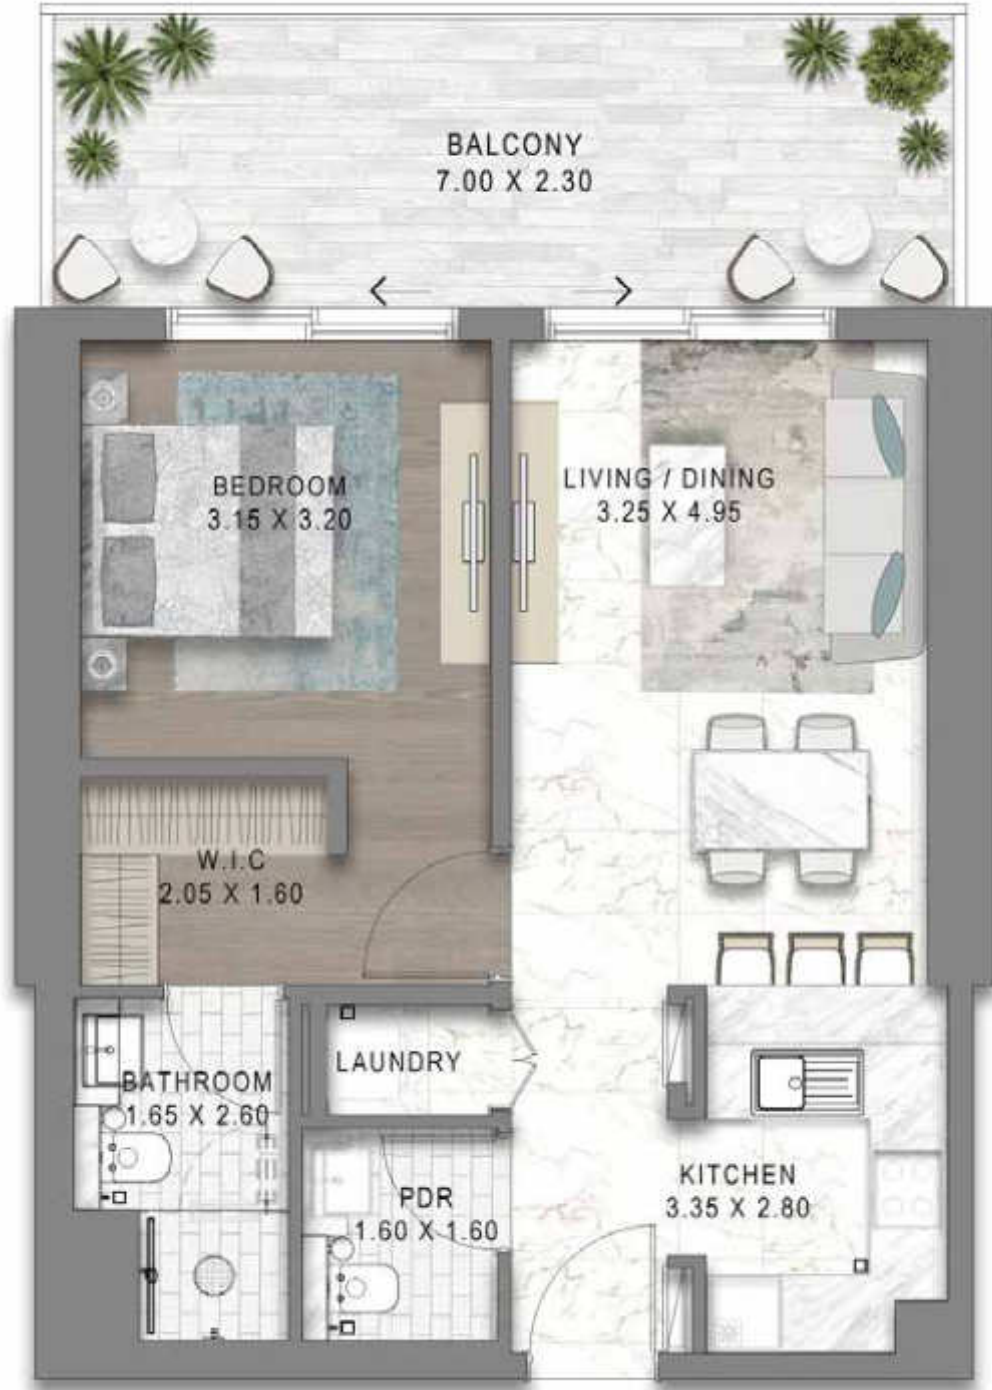 BALCONY
7.00 X 2.30
BEDROOM
3.15 X 3.20
LIVING / DINING
3.25 X 4.95
W.I.C
2.05 X 1.60
LAUNDRY
BATHROOM
1.65 X 2.60
PDR
1.60 X 1.60
KITCHEN
3.35 X 2.80